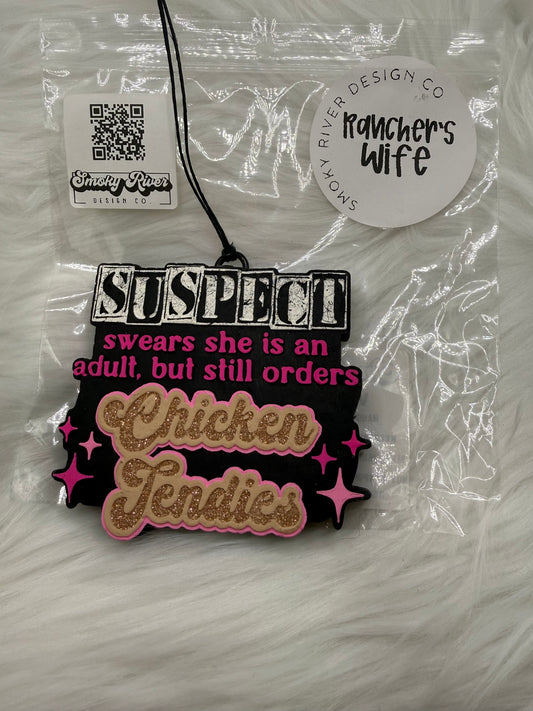 Smoky River
DESIGN CO.
SMOKY RIVER DESIGN CO
RANCHER'S
WIFE
SUSPECT
swears she is an
adult, but still orders
Chicken
Tendies